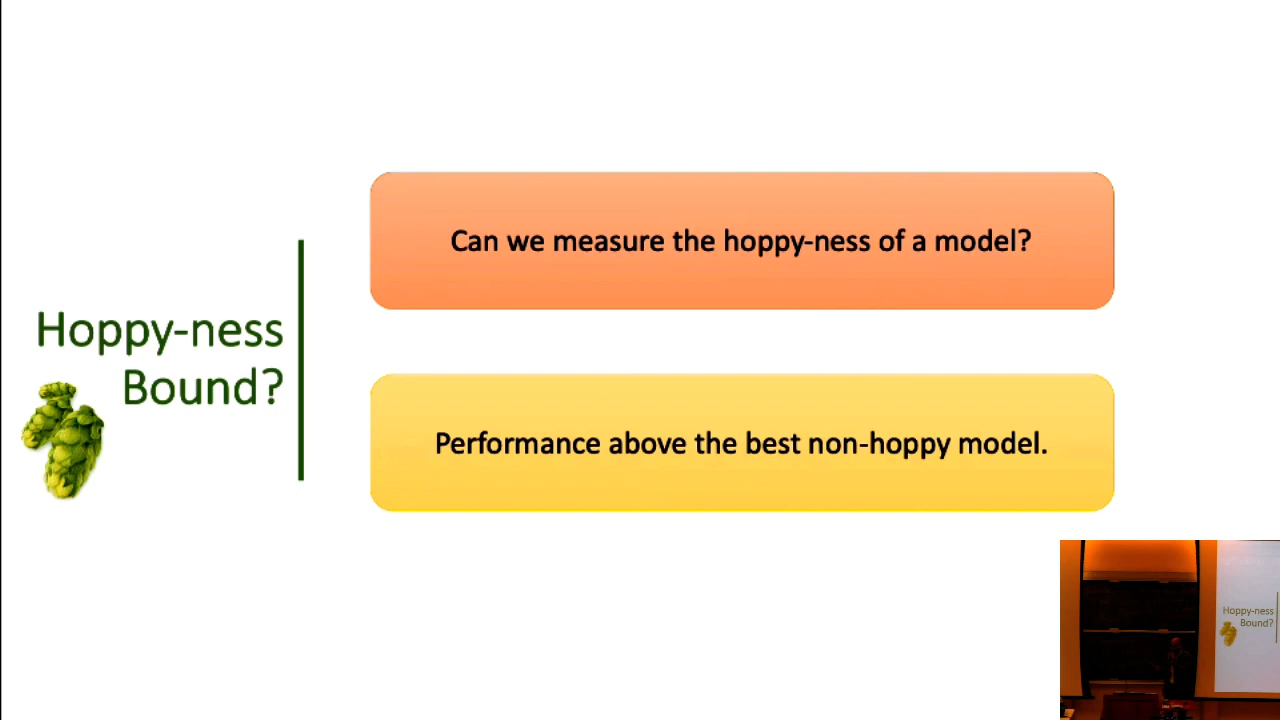 Hoppy-ness
Bound?
Can we measure the hoppy-ness of a model?
Performance above the best non-hoppy model.
Hoppy-ness
Bound?